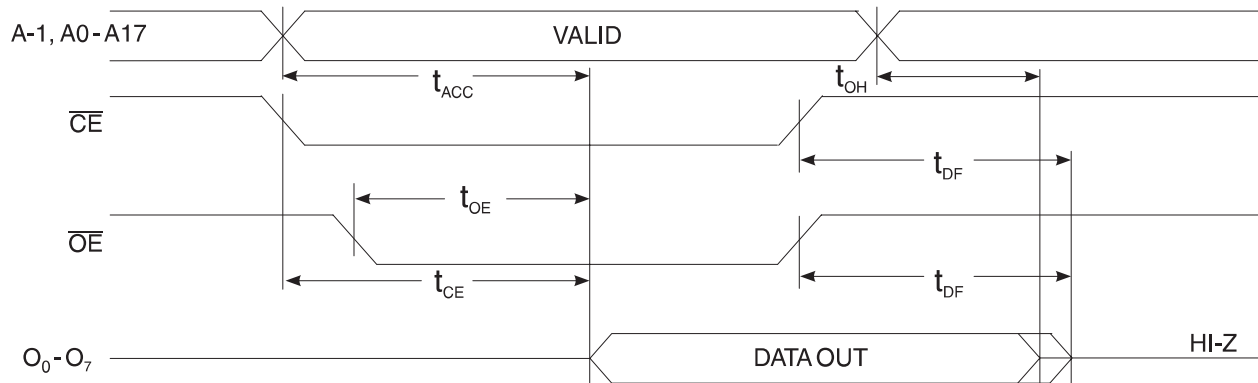 A-1, A0-A17
VALID
tACC
tOH
CE
tDF
tOE
OE
tCE
tDF
O0-O7
DATA OUT
HI-Z